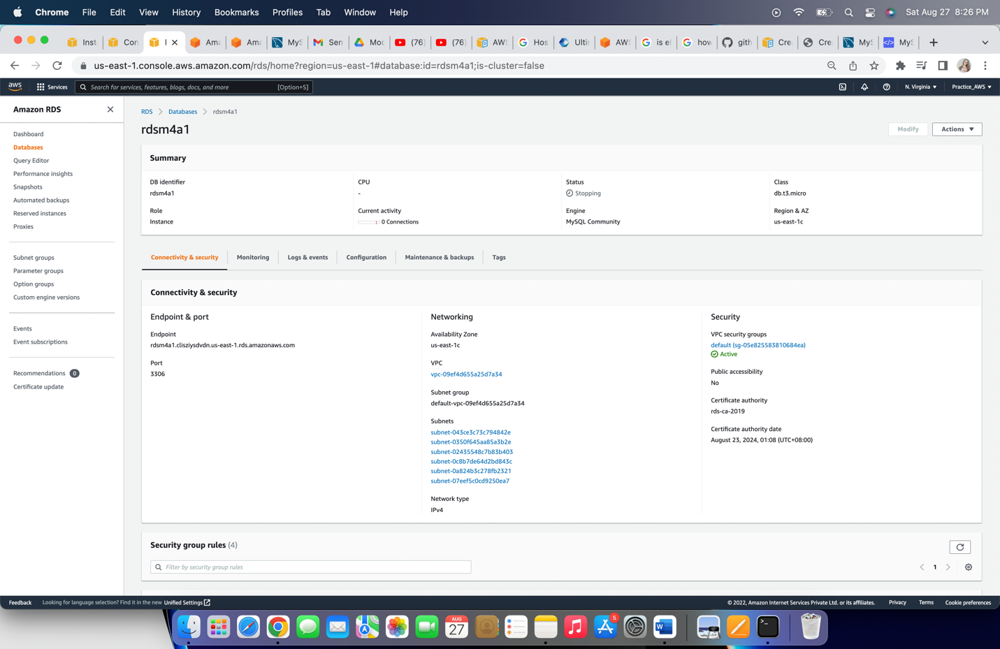 Chrome File Edit View History Bookmarks Profiles Tab Window Help Sat Aug 27 8:26 PM
Inst Con Ama Ama MyS Sen Moc (76) (76) AWS Hos Ulti AWS is el how gith Cre Cre MyS MyS
us-east-1.console.aws.amazon.com/rds/home?region=us-east-1#database:id=rdsm4a1;is-cluster=false
aws Services Search for services, features, blogs, docs, and more [Option+S] N. Virginia Practice_AWS
Amazon RDS
Dashboard
Databases
Query Editor
Performance insights
Snapshots
Automated backups
Reserved instances
Proxies
Subnet groups
Parameter groups
Option groups
Custom engine versions
Events
Event subscriptions
Recommendations 0
Certificate update
RDS Databases rdsm4a1
rdsm4a1
Modify Actions
Summary
DB identifier
rdsm4a1
CPU
-
Status
Stopping
Class
db.t3.micro
Role
Instance
Current activity
0 Connections
Engine
MySQL Community
Region & AZ
us-east-1c
Connectivity & security Monitoring Logs & events Configuration Maintenance & backups Tags
Connectivity & security
Endpoint & port
Endpoint
rdsm4a1.clisziysdvdn.us-east-1.rds.amazonaws.com
Port
3306
Networking
Availability Zone
us-east-1c
VPC
vpc-09ef4d655a25d7a34
Subnet group
default-vpc-09ef4d655a25d7a34
Subnets
subnet-043ce3c73c794842e
subnet-0350f645aa85a3b2e
subnet-02435548c7b83b403
subnet-0c8b7de64d2bd843c
subnet-0a824b3c278fb2321
subnet-07eef5c0cd9250ea7
Network type
IPv4
Security
VPC security groups
default (sg-05e825583810684ea)
Active
Public accessibility
No
Certificate authority
rds-ca-2019
Certificate authority date
August 23, 2024, 01:08 (UTC+08:00)
Security group rules (4)
Filter by security group rules
1
Feedback Looking for language selection? Find it in the new Unified Settings © 2022, Amazon Internet Services Private Ltd. or its affiliates. Privacy Terms Cookie preferences
AUG
27
5
W